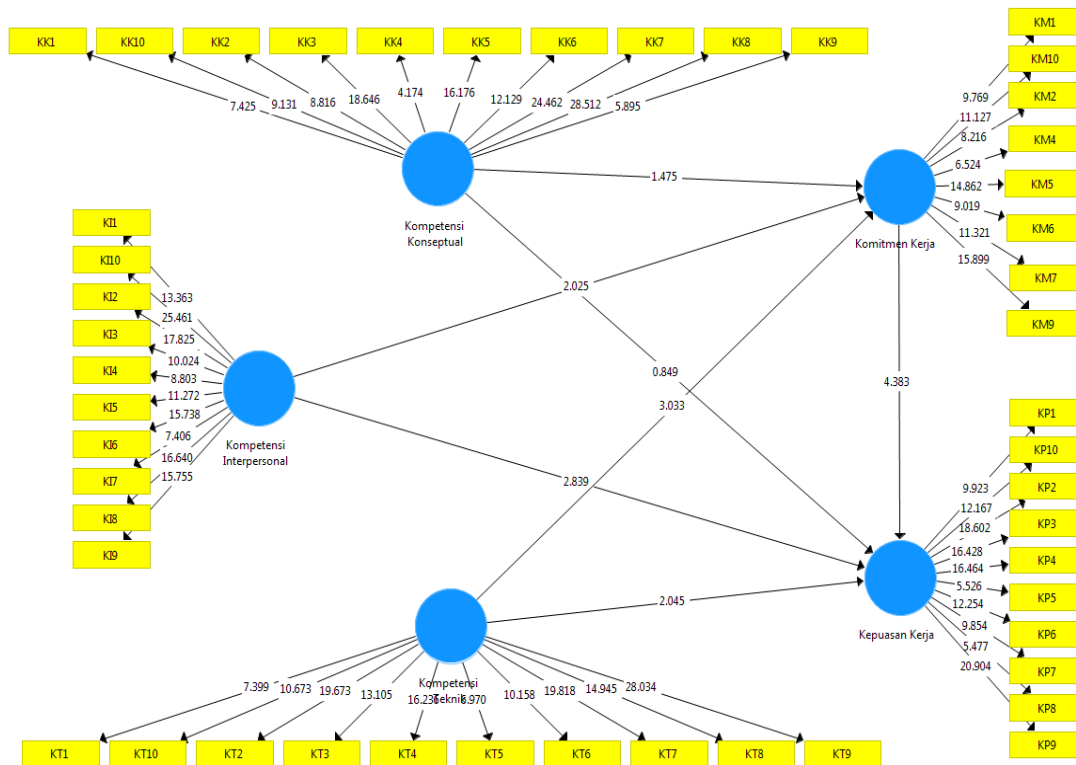 KK1 KK10 KK2 KK3 KK4 KK5 KK6 KK7 KK8 KK9
7.425 9.131 8.816 18.646 4.174 16.176 12.129 24.462 28.512 5.895
Kompetensi
Konseptual
KM1
KM10
KM2
KM4
KM5
KM6
KM7
KM9
9.769
11.127
8.216
6.524
14.862
9.019
11.321
15.899
Komitmen Kerja
1.475
2.025
0.849
3.033
4.383
2.839
2.045
KI1
KI10
KI2
KI3
KI4
KI5
KI6
KI7
KI8
KI9
13.363
25.461
17.825
10.024
8.803
11.272
15.738
7.406
16.640
15.755
Kompetensi
Interpersonal
KP1
KP10
KP2
KP3
KP4
KP5
KP6
KP7
KP8
KP9
9.923
12.167
18.602
16.428
16.464
5.526
12.254
9.854
5.477
20.904
Kepuasan Kerja
Kompetensi
Teknik
7.399 10.673 19.673 13.105 16.236 6.970 10.158 19.818 14.945 28.034
KT1 KT10 KT2 KT3 KT4 KT5 KT6 KT7 KT8 KT9